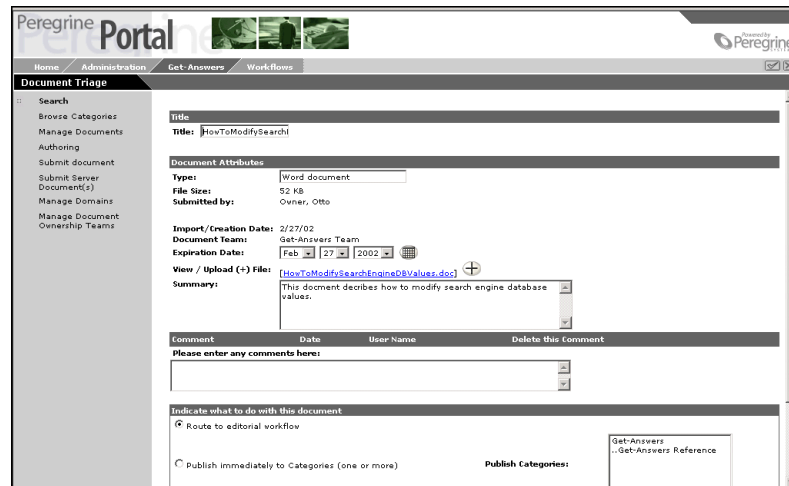 Peregrine Portal
Powered by
Peregrine
Home Administration Get-Answers Workflows
Document Triage
Search
Browse Categories
Manage Documents
Authoring
Submit document
Submit Server
Document(s)
Manage Domains
Manage Document
Ownership Teams
Title
Title: HowToModifySearchI
Document Attributes
Type: Word document
File Size: 52 KB
Submitted by: Owner, Otto
Import/Creation Date: 2/27/02
Document Team: Get-Answers Team
Expiration Date: Feb 27 2002
View / Upload (+) File: [HowToModifySearchEngineDBValues.doc]
Summary: This docment decribes how to modify search engine database
values.
Comment Date User Name Delete this Comment
Please enter any comments here:
Indicate what to do with this document
Route to editorial workflow
Publish immediately to Categories (one or more) Publish Categories:
Get-Answers
..Get-Answers Reference